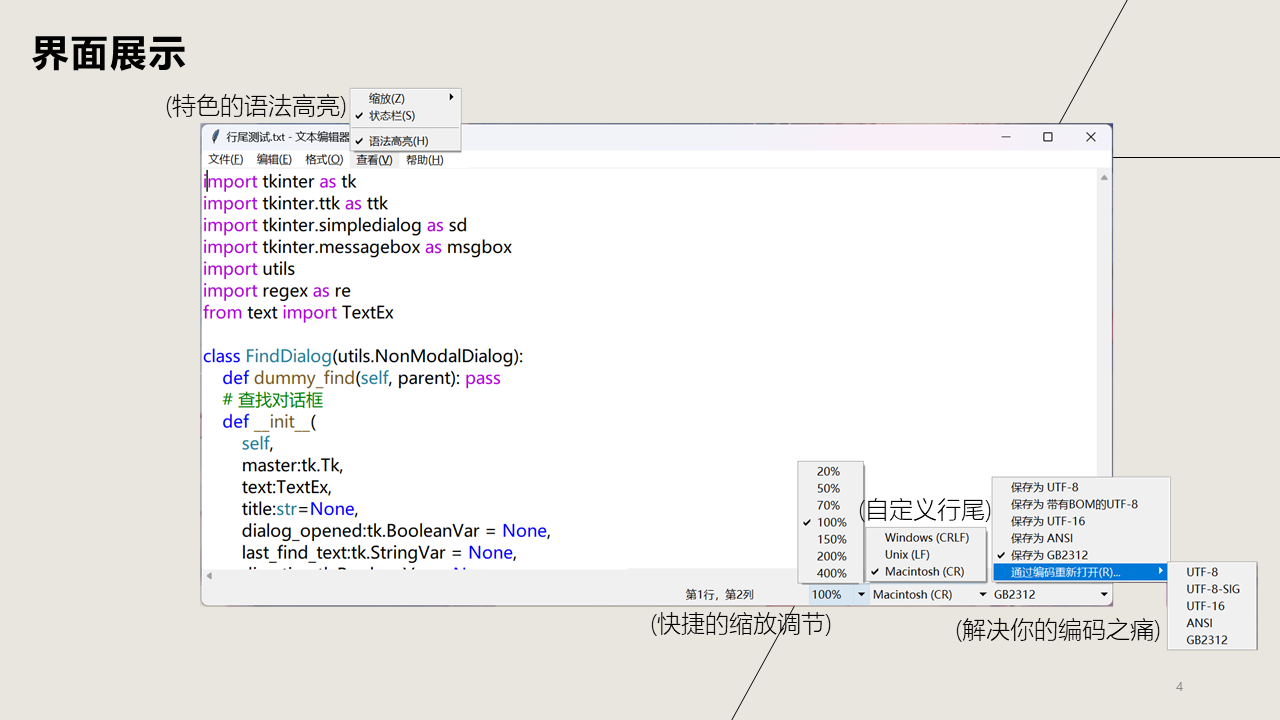 界面展示
(特色的语法高亮)
缩放(Z)
状态栏(S)
语法高亮(H)
行尾测试.txt - 文本编辑器
文件(F) 编辑(E) 格式(O) 查看(V) 帮助(H)
import tkinter as tk
import tkinter.ttk as ttk
import tkinter.simpledialog as sd
import tkinter.messagebox as msgbox
import utils
import regex as re
from text import TextEx
class FindDialog(utils.NonModalDialog):
def dummy_find(self, parent): pass
# 查找对话框
def __init__(
self,
master:tk.Tk,
text:TextEx,
title:str=None,
dialog_opened:tk.BooleanVar = None,
last_find_text:tk.StringVar = None,
20%
50%
70%
100%
150%
200%
400%
(自定义行尾)
Windows (CRLF)
Unix (LF)
Macintosh (CR)
保存为 UTF-8
保存为 带有BOM的UTF-8
保存为 UTF-16
保存为 ANSI
保存为 GB2312
通过编码重新打开(R)...
UTF-8
UTF-8-SIG
UTF-16
ANSI
GB2312
第1行，第2列 100% Macintosh (CR) GB2312
(快捷的缩放调节)
(解决你的编码之痛)
4